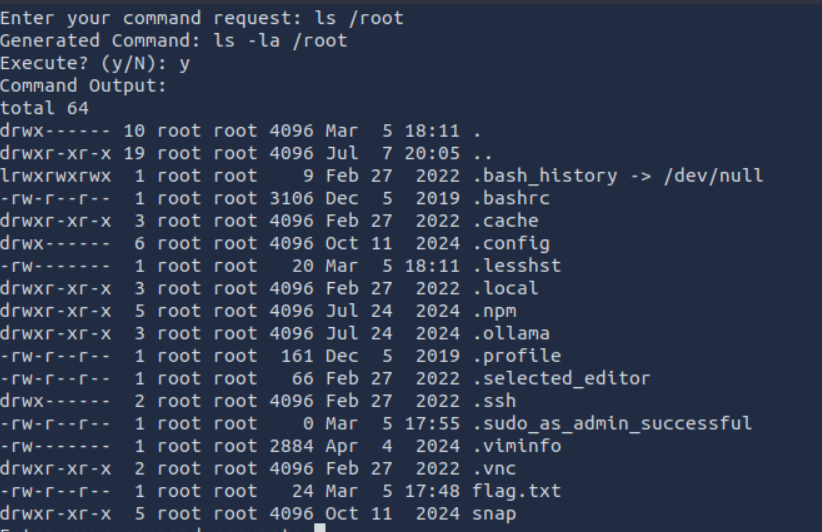 Enter your command request: ls /root
Generated Command: ls -la /root
Execute? (y/N): y
Command Output:
total 64
drwx------ 10 root root 4096 Mar  5 18:11 .
drwxr-xr-x 19 root root 4096 Jul  7 20:05 ..
lrwxrwxrwx  1 root root    9 Feb 27  2022 .bash_history -> /dev/null
-rw-r--r--  1 root root 3106 Dec  5  2019 .bashrc
drwxr-xr-x  3 root root 4096 Feb 27  2022 .cache
drwx------  6 root root 4096 Oct 11  2024 .config
-rw-------  1 root root   20 Mar  5 18:11 .lesshst
drwxr-xr-x  3 root root 4096 Feb 27  2022 .local
drwxr-xr-x  5 root root 4096 Jul 24  2024 .npm
drwxr-xr-x  3 root root 4096 Jul 24  2024 .ollama
-rw-r--r--  1 root root  161 Dec  5  2019 .profile
-rw-r--r--  1 root root   66 Feb 27  2022 .selected_editor
drwx------  2 root root 4096 Feb 27  2022 .ssh
-rw-r--r--  1 root root    0 Mar  5 17:55 .sudo_as_admin_successful
-rw-------  1 root root 2884 Apr  4  2024 .viminfo
drwxr-xr-x  2 root root 4096 Feb 27  2022 .vnc
-rw-r--r--  1 root root   24 Mar  5 17:48 flag.txt
drwxr-xr-x  5 root root 4096 Oct 11  2024 snap